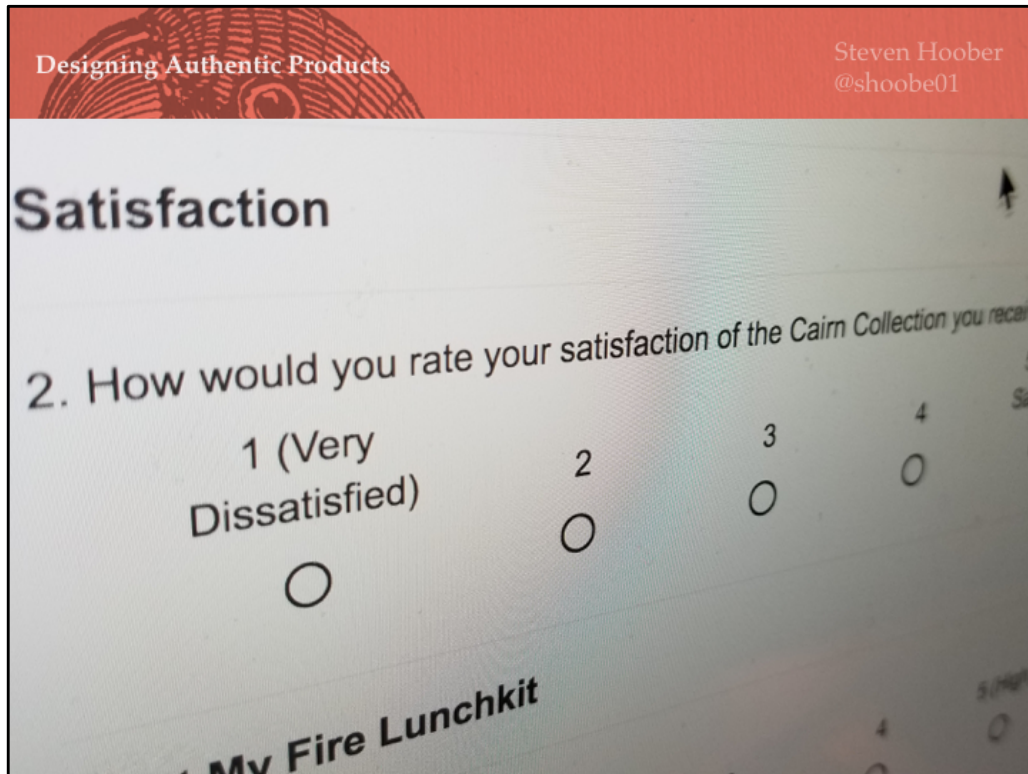 Designing Authentic Products
Steven Hoober
@shoobe01
Satisfaction
2. How would you rate your satisfaction of the Cairn Collection you
1 (Very
Dissatisfied)
2
3
4
My Fire Lunchkit
4